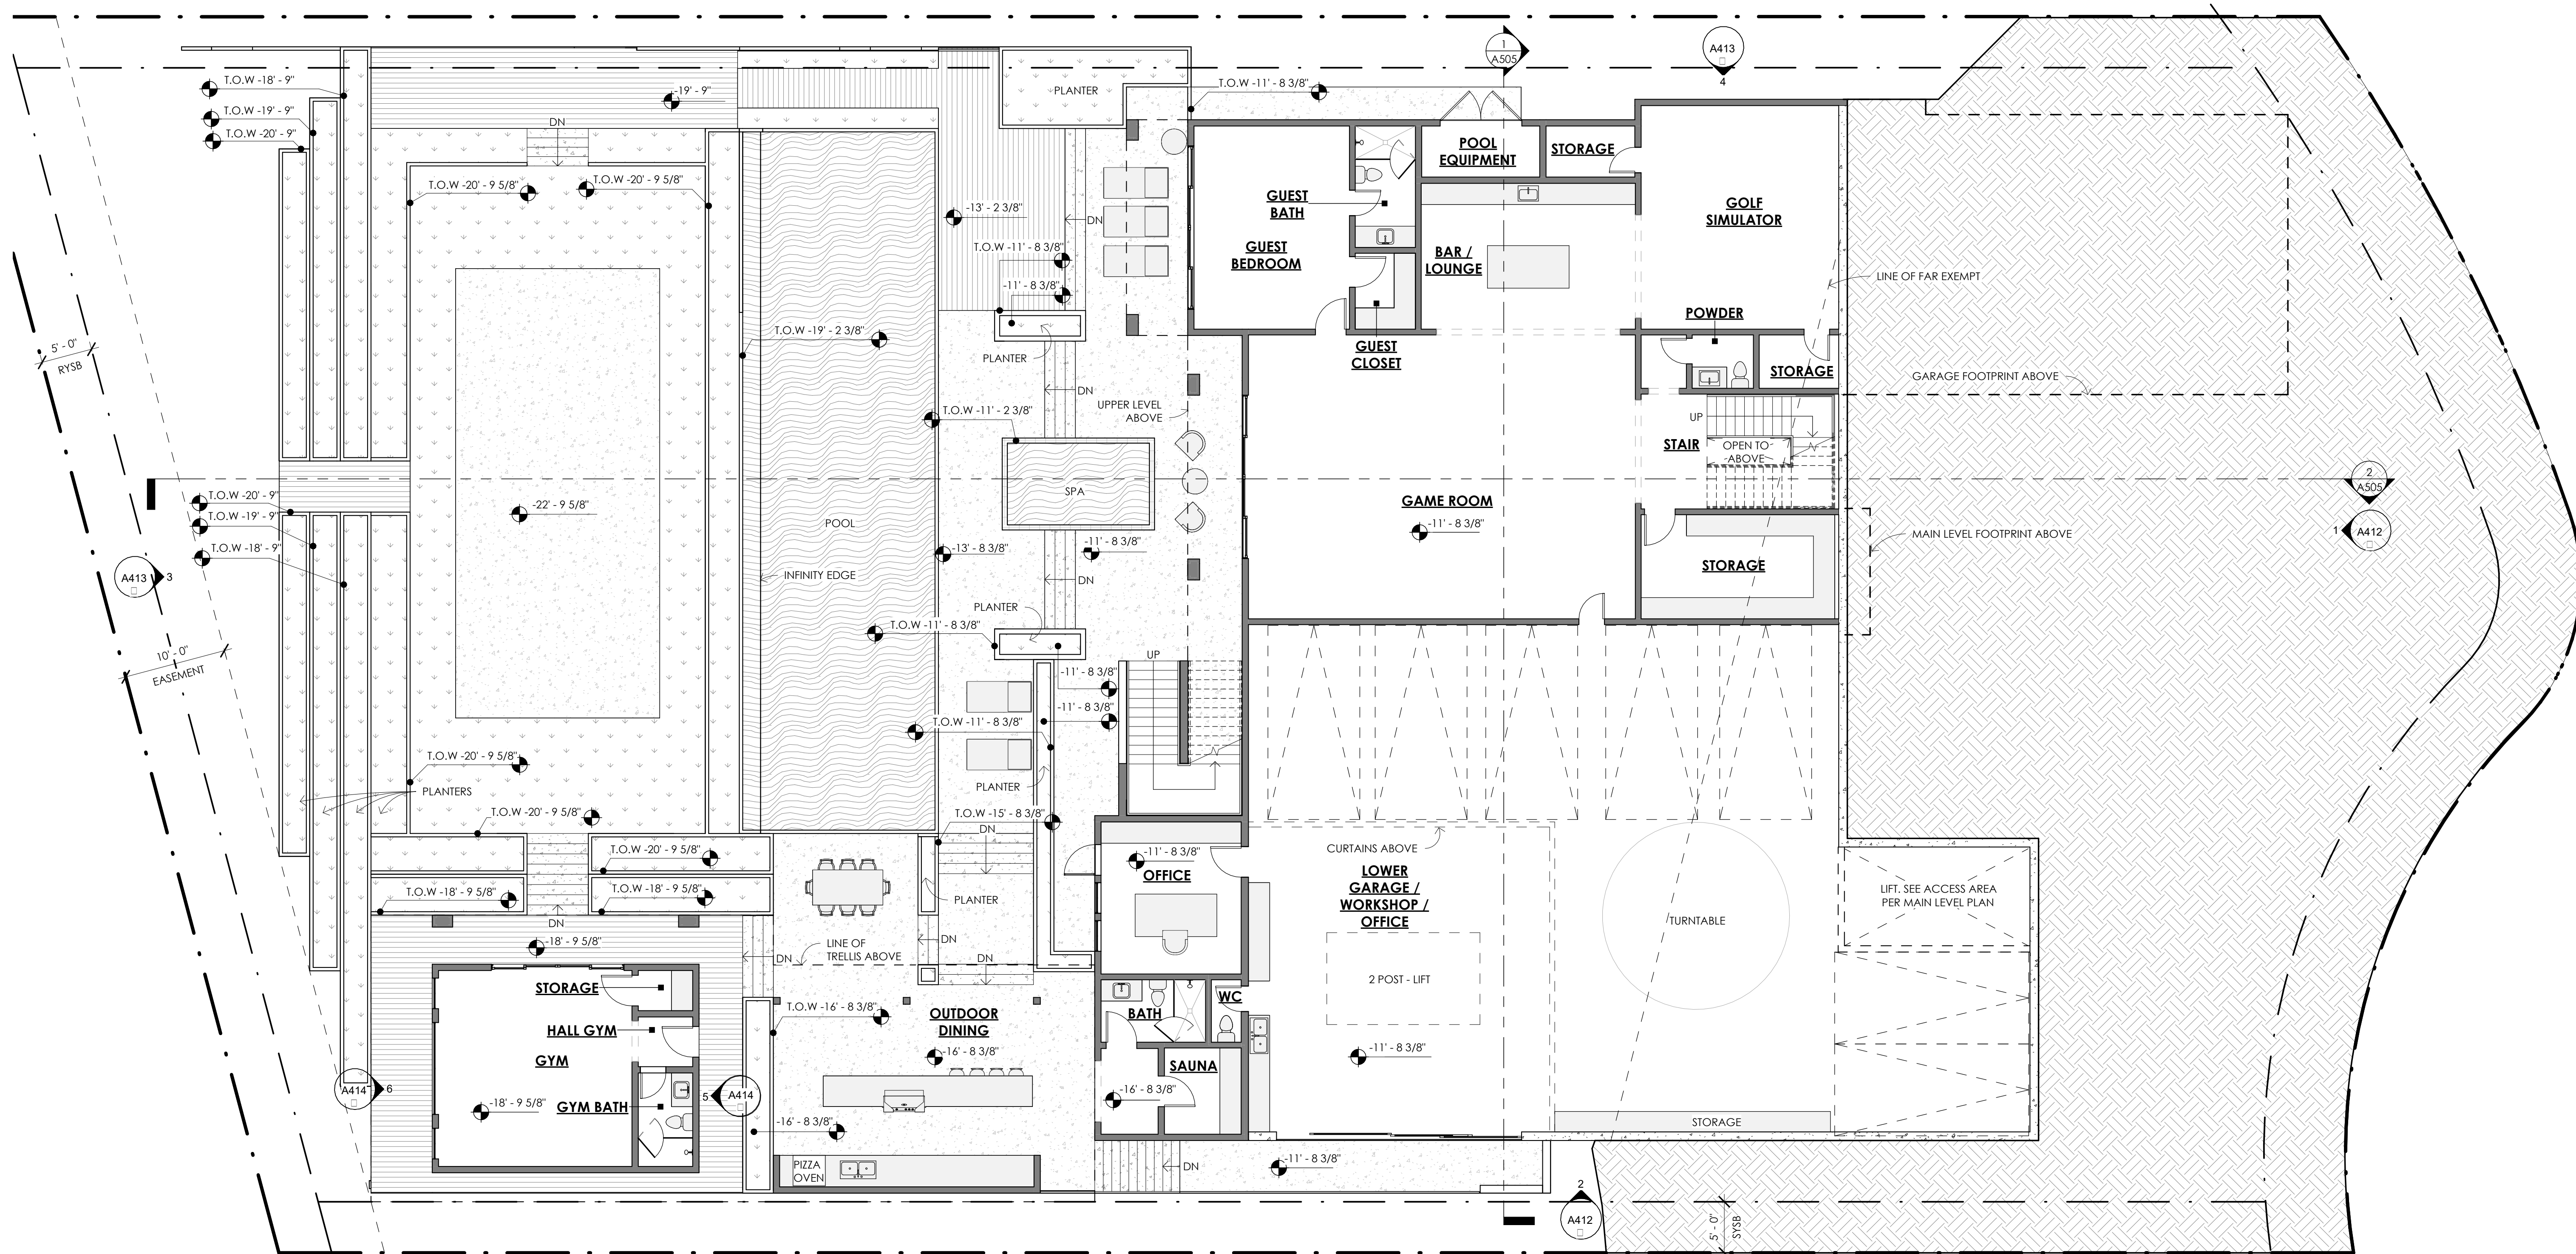 1
A505
A413
4
T.O.W -18' - 9"
T.O.W -19' - 9"
T.O.W -20' - 9"
-19' - 9"
PLANTER
T.O.W -11' - 8 3/8"
DN
T.O.W -20' - 9 5/8"
T.O.W -20' - 9 5/8"
-13' - 2 3/8"
DN
T.O.W -11' - 8 3/8"
-11' - 8 3/8"
POOL
EQUIPMENT
STORAGE
GUEST
BATH
GUEST
BEDROOM
BAR /
LOUNGE
GOLF
SIMULATOR
LINE OF FAR EXEMPT
POWDER
GUEST
CLOSET
STORAGE
5' - 0"
RYSB
T.O.W -19' - 2 3/8"
PLANTER
DN
GARAGE FOOTPRINT ABOVE
UPPER LEVEL
ABOVE
T.O.W -11' - 2 3/8"
UP
STAIR
OPEN TO
ABOVE
2
A505
SPA
GAME ROOM
-11' - 8 3/8"
T.O.W -20' - 9"
T.O.W -19' - 9"
T.O.W -18' - 9"
-22' - 9 5/8"
POOL
-13' - 8 3/8"
-11' - 8 3/8"
1
A412
MAIN LEVEL FOOTPRINT ABOVE
A413
3
INFINITY EDGE
DN
STORAGE
PLANTER
T.O.W -11' - 8 3/8"
10' - 0"
EASEMENT
UP
-11' - 8 3/8"
-11' - 8 3/8"
T.O.W -11' - 8 3/8"
T.O.W -20' - 9 5/8"
PLANTERS
PLANTER
T.O.W -20' - 9 5/8"
T.O.W -15' - 8 3/8"
DN
T.O.W -20' - 9 5/8"
-11' - 8 3/8"
OFFICE
CURTAINS ABOVE
LOWER
GARAGE /
WORKSHOP /
OFFICE
LIFT. SEE ACCESS AREA
PER MAIN LEVEL PLAN
T.O.W -18' - 9 5/8"
T.O.W -18' - 9 5/8"
PLANTER
TURNTABLE
DN
-18' - 9 5/8"
DN
LINE OF
TRELLIS ABOVE
DN
DN
2 POST - LIFT
STORAGE
T.O.W -16' - 8 3/8"
OUTDOOR
DINING
WC
BATH
HALL GYM
GYM
-16' - 8 3/8"
-11' - 8 3/8"
SAUNA
A414
6
-18' - 9 5/8"
GYM BATH
5
A414
-16' - 8 3/8"
-16' - 8 3/8"
STORAGE
PIZZA
OVEN
DN
-11' - 8 3/8"
2
A412
5' - 0"
SYSB